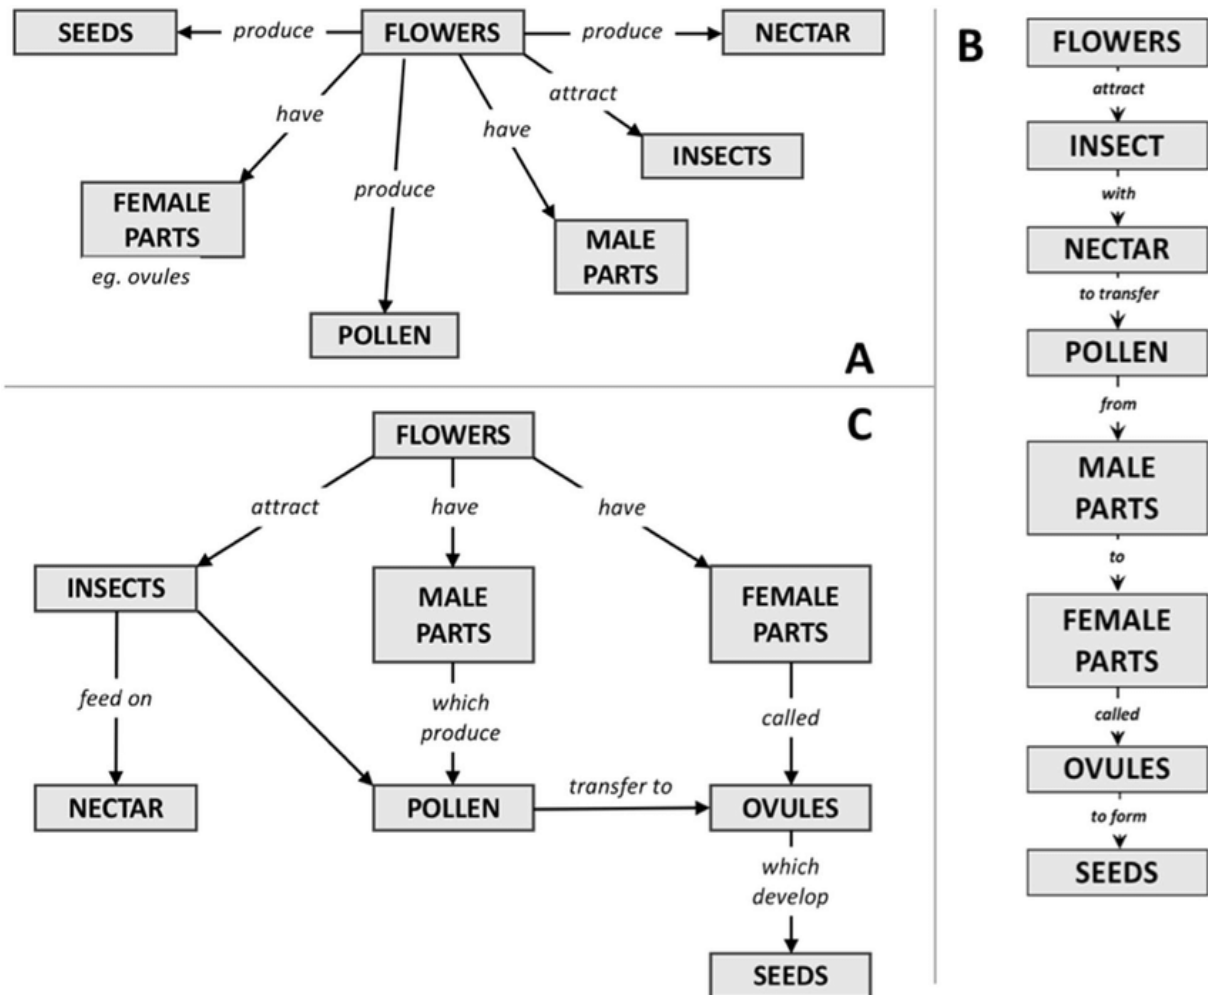 SEEDS
produce
FLOWERS
produce
NECTAR
have
have
attract
produce
INSECTS
FEMALE
PARTS
eg. ovules
MALE
PARTS
POLLEN
A
C
FLOWERS
attract
have
have
INSECTS
MALE
PARTS
FEMALE
PARTS
feed on
which
produce
called
NECTAR
POLLEN
transfer to
OVULES
which
develop
SEEDS
B
FLOWERS
attract
INSECT
with
NECTAR
to transfer
POLLEN
from
MALE
PARTS
to
FEMALE
PARTS
called
OVULES
to form
SEEDS